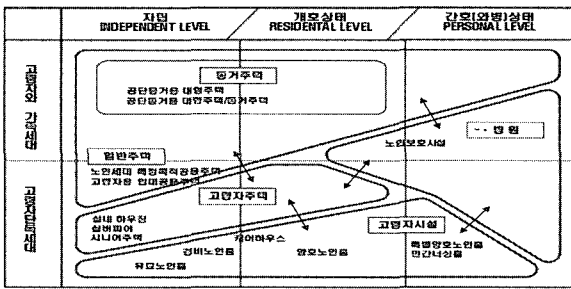 자립 개호상태 간호(와병)상태
INDEPENDENT LEVEL RESIDENTAL LEVEL PERSONAL LEVEL
고령자와 가족세대
동거주택
공단동거용 대형주택
공단동거용 대형주택/동거주택
병원
노인보호시설
일반주택
노인세대 특정목적공용주택
고령자용 임대공용주택
고령자주택
고령자단독세대
실내 하우징
실버피아
시니어주택
고령자시설
케어하우스
경비노인홈
양호노인홈
특별양호노인홈
민간너싱홈
유료노인홈